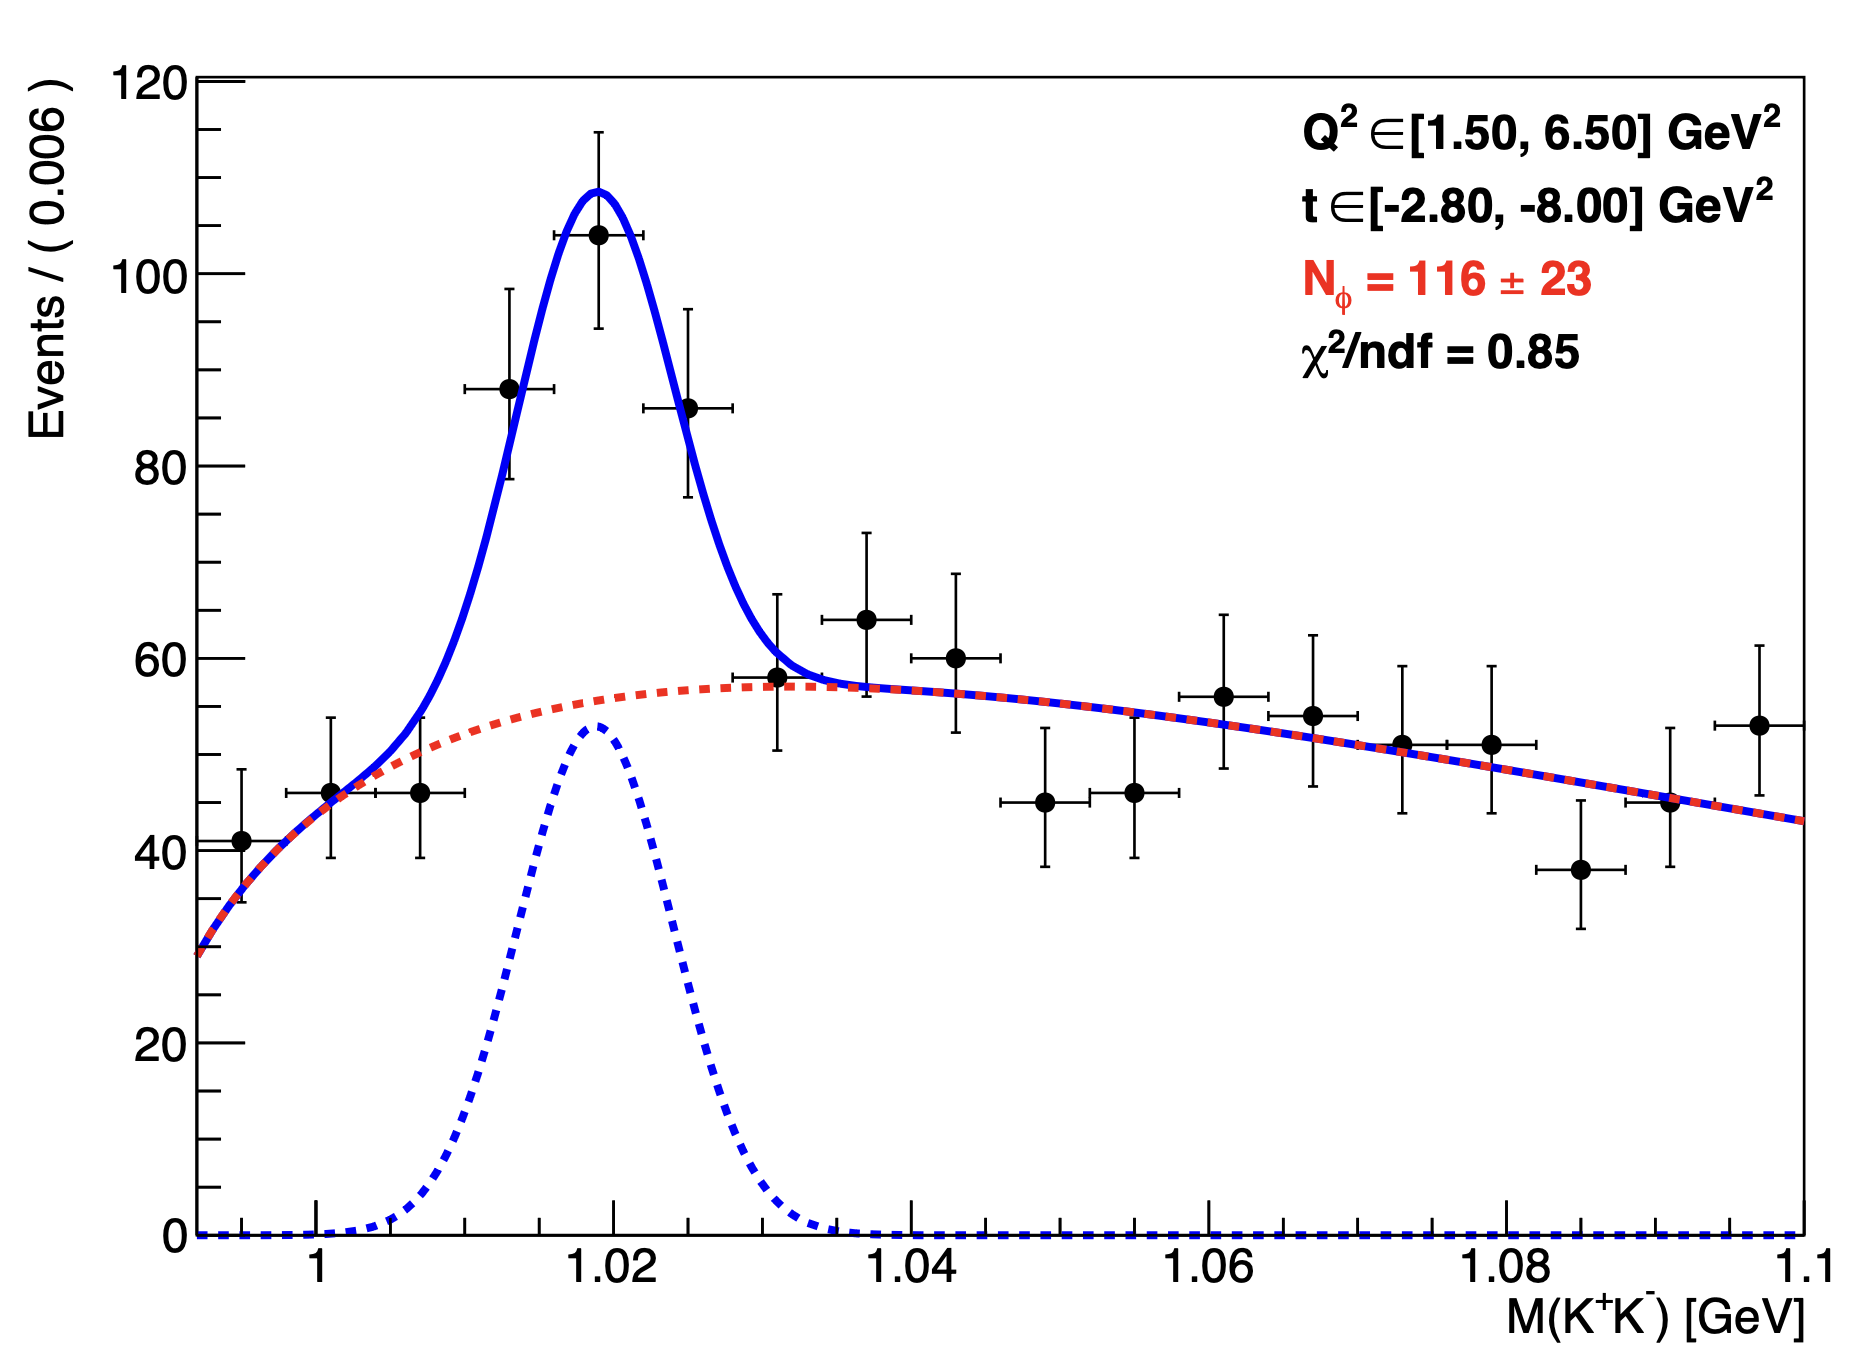 Events / ( 0.006 )
120
100
80
60
40
20
0
Q² ∈[1.50, 6.50] GeV²
t ∈[-2.80, -8.00] GeV²
N_ϕ = 116 ± 23
χ²/ndf = 0.85
1 1.02 1.04 1.06 1.08 1.1
M(K⁺K⁻) [GeV]